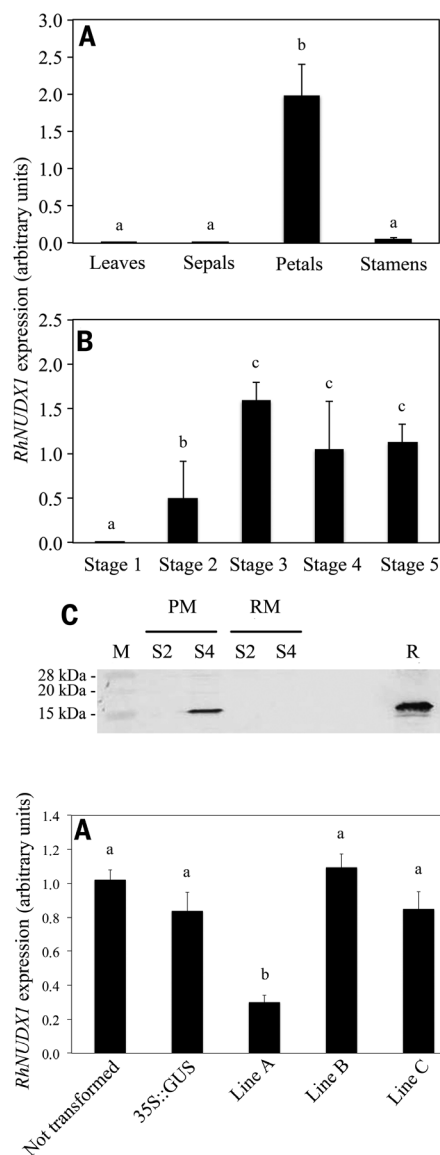 A
RhNUDX1 expression (arbitrary units)
3.0
2.5
2.0
1.5
1.0
0.5
0.0
a
a
b
a
Leaves Sepals Petals Stamens
B
2.5
2.0
1.5
1.0
0.5
0.0
a
b
c
c
c
Stage 1 Stage 2 Stage 3 Stage 4 Stage 5
C
PM RM
M S2 S4 S2 S4 R
28 kDa -
20 kDa -
15 kDa -
A
RhNUDX1 expression (arbitrary units)
1.4
1.2
1.0
0.8
0.6
0.4
0.2
0.0
a
a
b
a
a
Not transformed 35S::GUS Line A Line B Line C